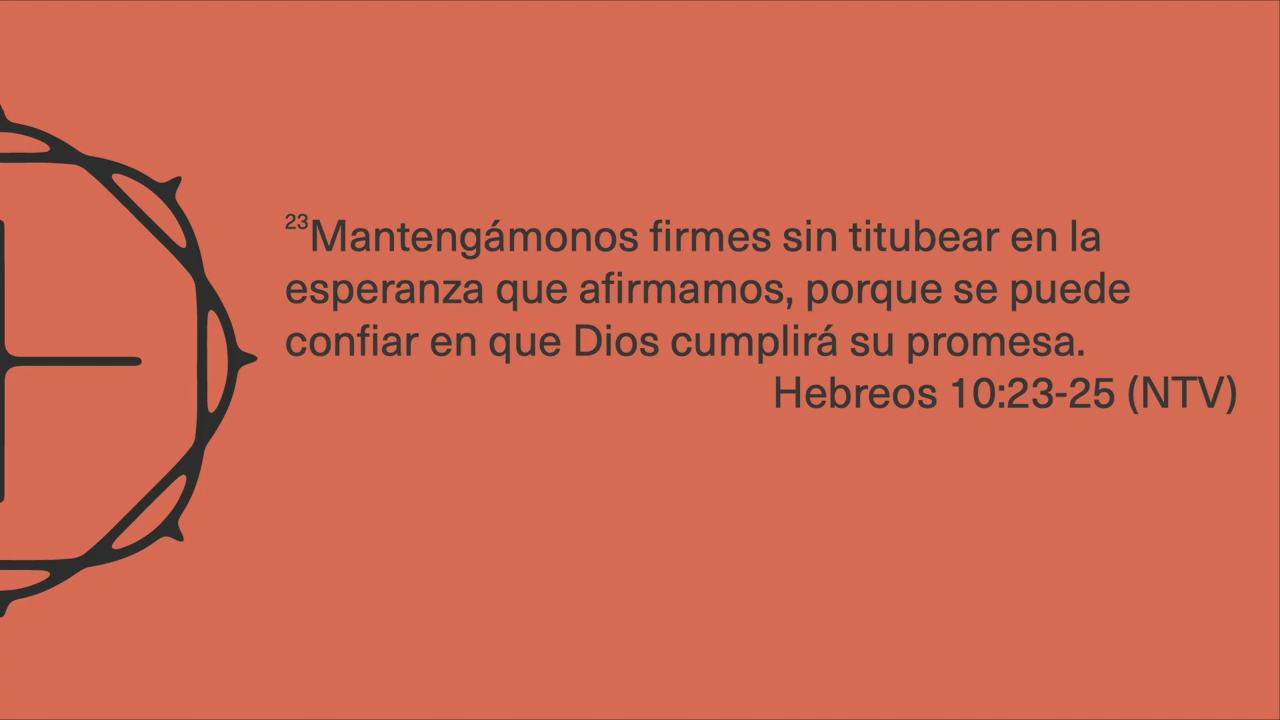 23Mantengámonos firmes sin titubear en la
esperanza que afirmamos, porque se puede
confiar en que Dios cumplirá su promesa.
Hebreos 10:23-25 (NTV)